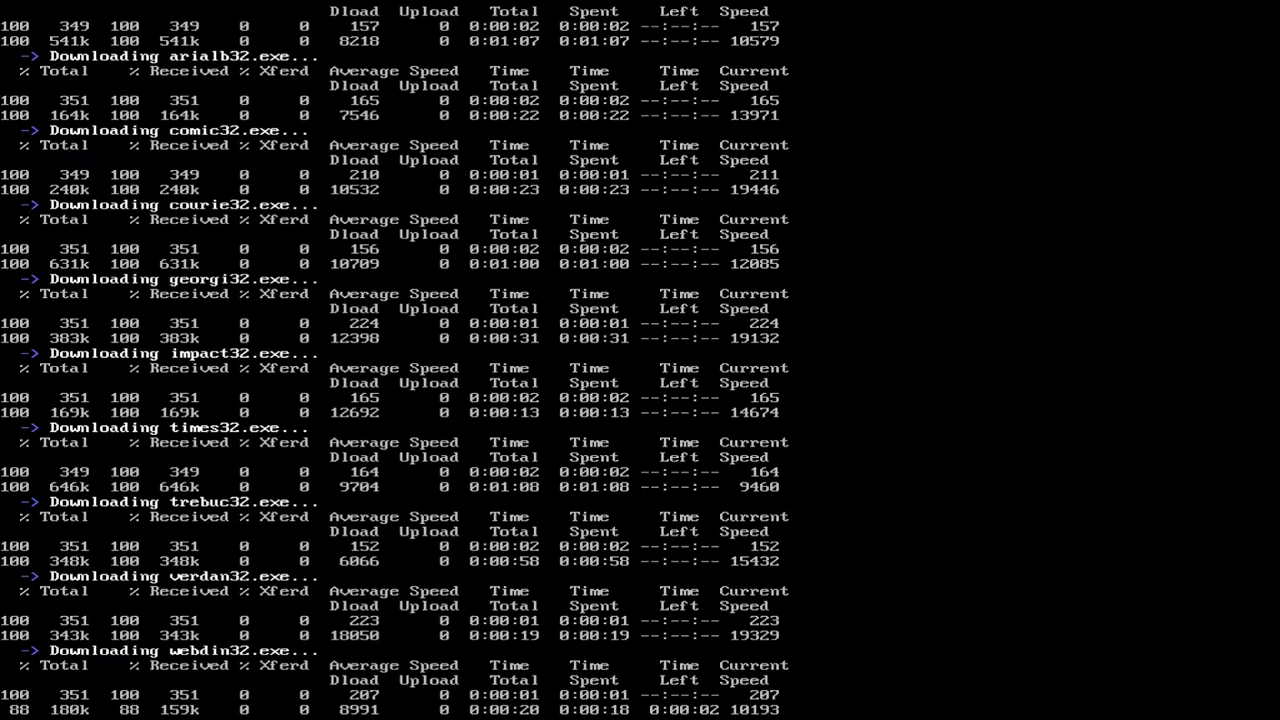 Dload Upload Total Spent Left Speed
100 349 100 349 0 0 157 0 0:00:02 0:00:02 --:--:-- 157
100 541k 100 541k 0 0 8218 0 0:01:07 0:01:07 --:--:-- 10579
-> Downloading arialb32.exe...
% Total % Received % Xferd Average Speed Time Time Time Current
Dload Upload Total Spent Left Speed
100 351 100 351 0 0 165 0 0:00:02 0:00:02 --:--:-- 165
100 164k 100 164k 0 0 7546 0 0:00:22 0:00:22 --:--:-- 13971
-> Downloading comic32.exe...
% Total % Received % Xferd Average Speed Time Time Time Current
Dload Upload Total Spent Left Speed
100 349 100 349 0 0 210 0 0:00:01 0:00:01 --:--:-- 211
100 240k 100 240k 0 0 10532 0 0:00:23 0:00:23 --:--:-- 19446
-> Downloading courie32.exe...
% Total % Received % Xferd Average Speed Time Time Time Current
Dload Upload Total Spent Left Speed
100 351 100 351 0 0 156 0 0:00:02 0:00:02 --:--:-- 156
100 631k 100 631k 0 0 10709 0 0:01:00 0:01:00 --:--:-- 12085
-> Downloading georgi32.exe...
% Total % Received % Xferd Average Speed Time Time Time Current
Dload Upload Total Spent Left Speed
100 351 100 351 0 0 224 0 0:00:01 0:00:01 --:--:-- 224
100 383k 100 383k 0 0 12398 0 0:00:31 0:00:31 --:--:-- 19132
-> Downloading impact32.exe...
% Total % Received % Xferd Average Speed Time Time Time Current
Dload Upload Total Spent Left Speed
100 351 100 351 0 0 165 0 0:00:02 0:00:02 --:--:-- 165
100 169k 100 169k 0 0 12692 0 0:00:13 0:00:13 --:--:-- 14674
-> Downloading times32.exe...
% Total % Received % Xferd Average Speed Time Time Time Current
Dload Upload Total Spent Left Speed
100 349 100 349 0 0 164 0 0:00:02 0:00:02 --:--:-- 164
100 646k 100 646k 0 0 9704 0 0:01:08 0:01:08 --:--:-- 9460
-> Downloading trebuc32.exe...
% Total % Received % Xferd Average Speed Time Time Time Current
Dload Upload Total Spent Left Speed
100 351 100 351 0 0 152 0 0:00:02 0:00:02 --:--:-- 152
100 348k 100 348k 0 0 6066 0 0:00:58 0:00:58 --:--:-- 15432
-> Downloading verdan32.exe...
% Total % Received % Xferd Average Speed Time Time Time Current
Dload Upload Total Spent Left Speed
100 351 100 351 0 0 223 0 0:00:01 0:00:01 --:--:-- 223
100 343k 100 343k 0 0 18050 0 0:00:19 0:00:19 --:--:-- 19329
-> Downloading webdin32.exe...
% Total % Received % Xferd Average Speed Time Time Time Current
Dload Upload Total Spent Left Speed
100 351 100 351 0 0 207 0 0:00:01 0:00:01 --:--:-- 207
88 180k 88 159k 0 0 8991 0 0:00:20 0:00:18 0:00:02 10193